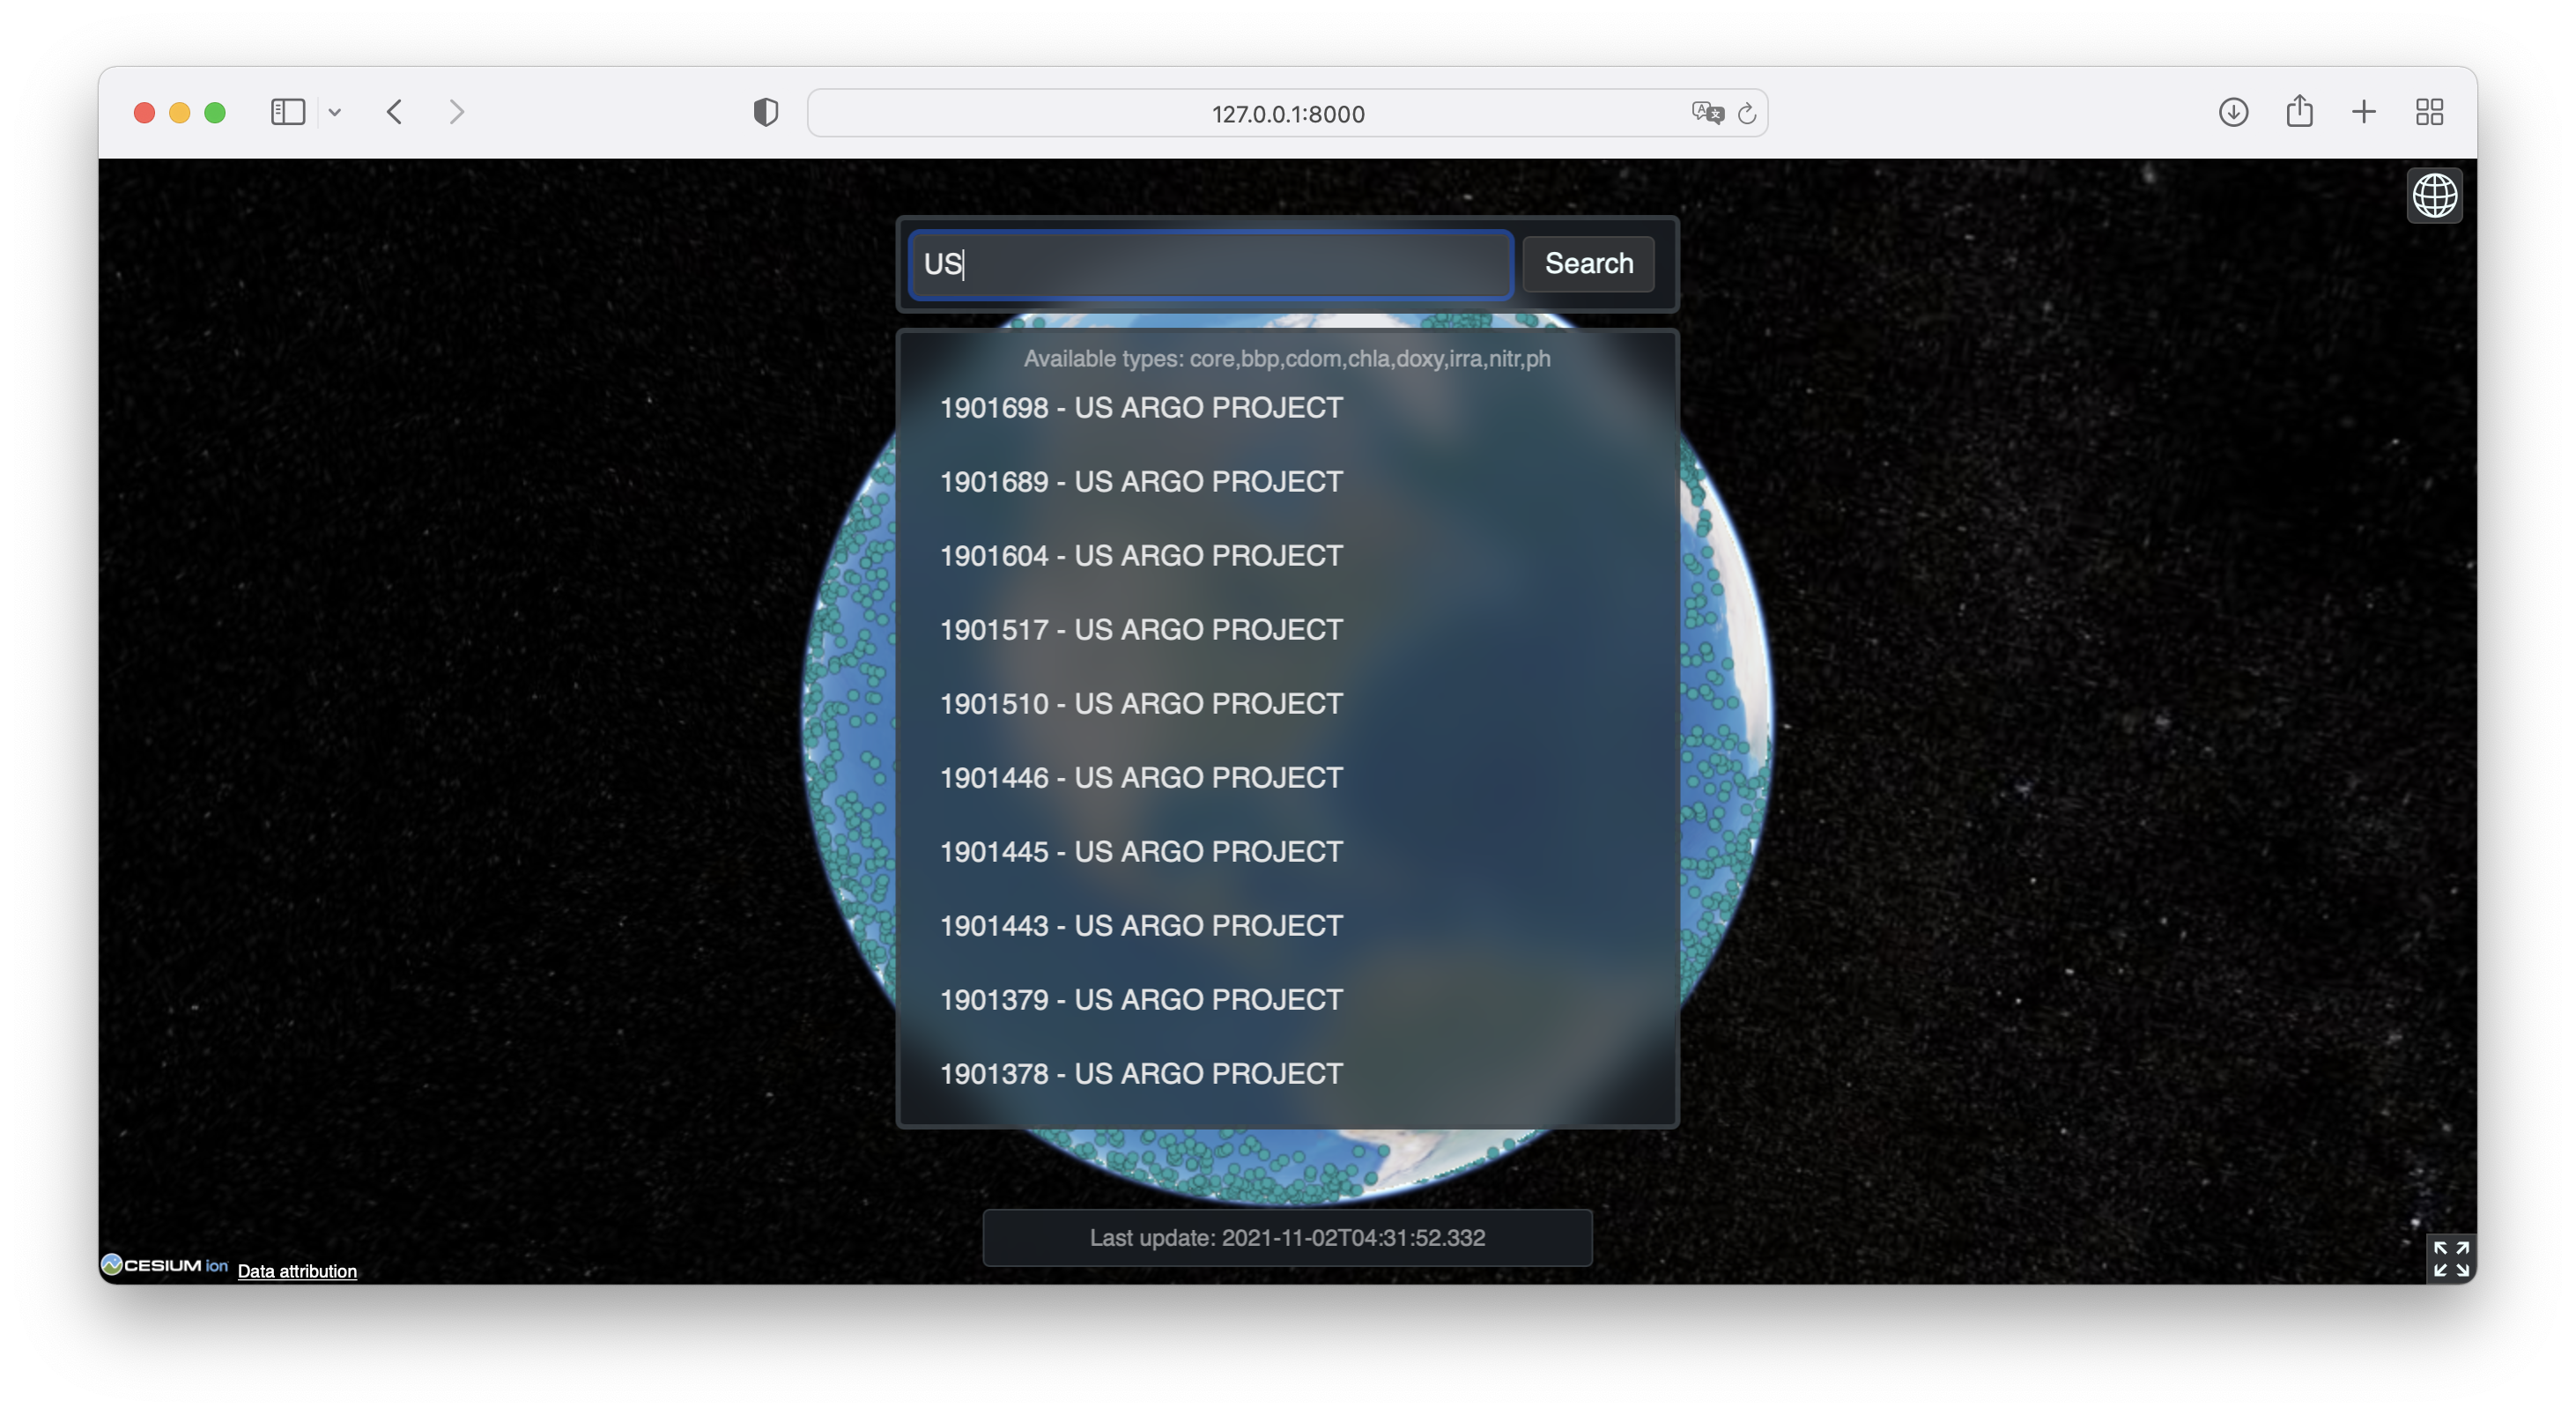 127.0.0.1:8000
US
Search
Available types: core,bbp,cdom,chla,doxy,irra,nitr,ph
1901698 - US ARGO PROJECT
1901689 - US ARGO PROJECT
1901604 - US ARGO PROJECT
1901517 - US ARGO PROJECT
1901510 - US ARGO PROJECT
1901446 - US ARGO PROJECT
1901445 - US ARGO PROJECT
1901443 - US ARGO PROJECT
1901379 - US ARGO PROJECT
1901378 - US ARGO PROJECT
Last update: 2021-11-02T04:31:52.332
CESIUM ion Data attribution